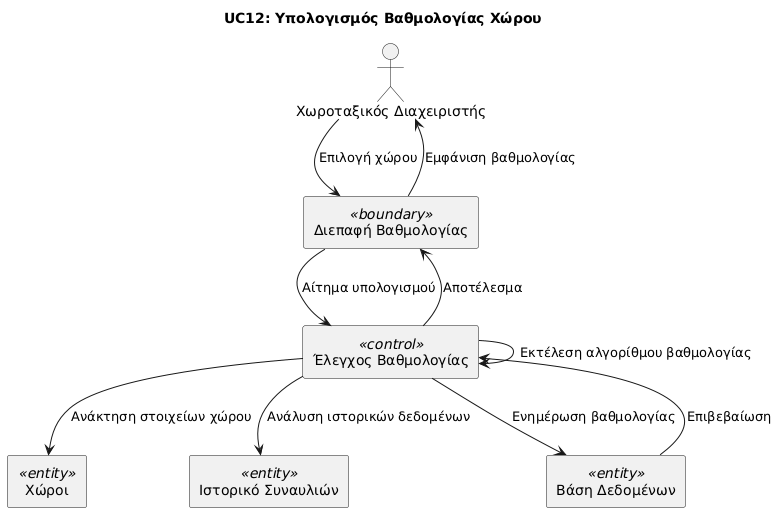 UC12: Υπολογισμός Βαθμολογίας Χώρου
Χωροταξικός Διαχειριστής
Επιλογή χώρου
Εμφάνιση βαθμολογίας
«boundary»
Διεπαφή Βαθμολογίας
Αίτημα υπολογισμού
Αποτέλεσμα
«control»
Έλεγχος Βαθμολογίας
Εκτέλεση αλγορίθμου βαθμολογίας
Ανάκτηση στοιχείων χώρου
Ανάλυση ιστορικών δεδομένων
Ενημέρωση βαθμολογίας
Επιβεβαίωση
«entity»
Χώροι
«entity»
Ιστορικό Συναυλιών
«entity»
Βάση Δεδομένων